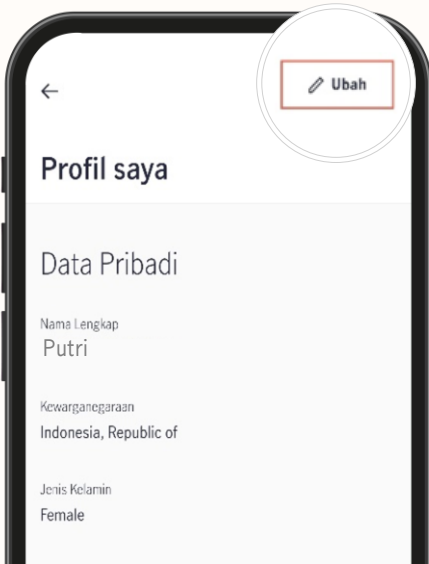 Ubah
Profil saya
Data Pribadi
Nama Lengkap
Putri
Kewarganegaraan
Indonesia, Republic of
Jenis Kelamin
Female